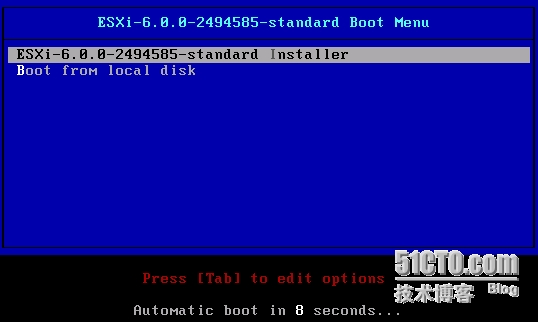 ESXi-6.0.0-2494585-standard Boot Menu
ESXi-6.0.0-2494585-standard Installer
Boot from local disk
Press [Tab] to edit options
Automatic boot in 8 seconds...
51CTO.com
技术博客 Blog